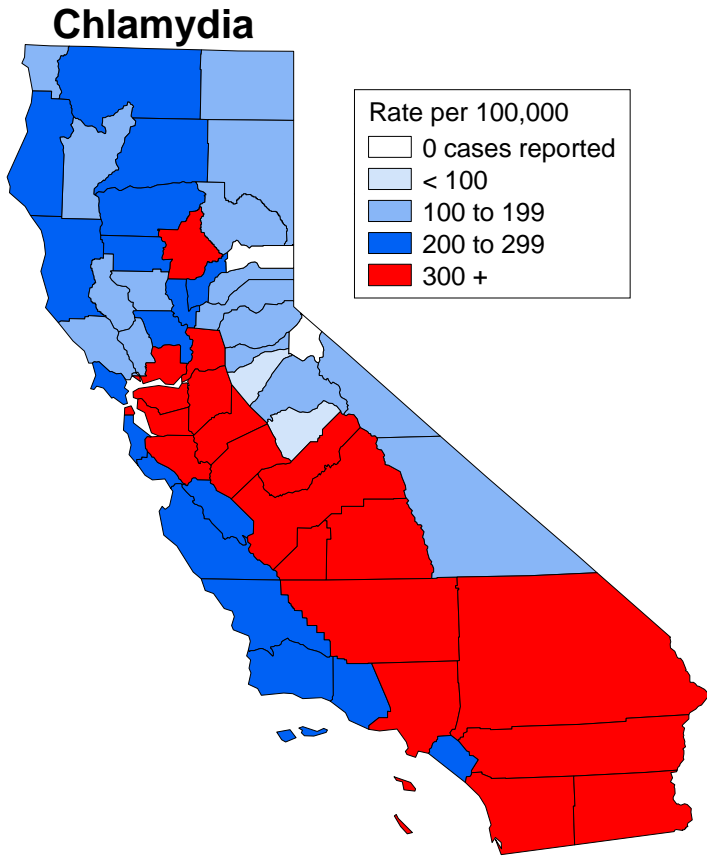 Chlamydia
Rate per 100,000
0 cases reported
< 100
100 to 199
200 to 299
300 +